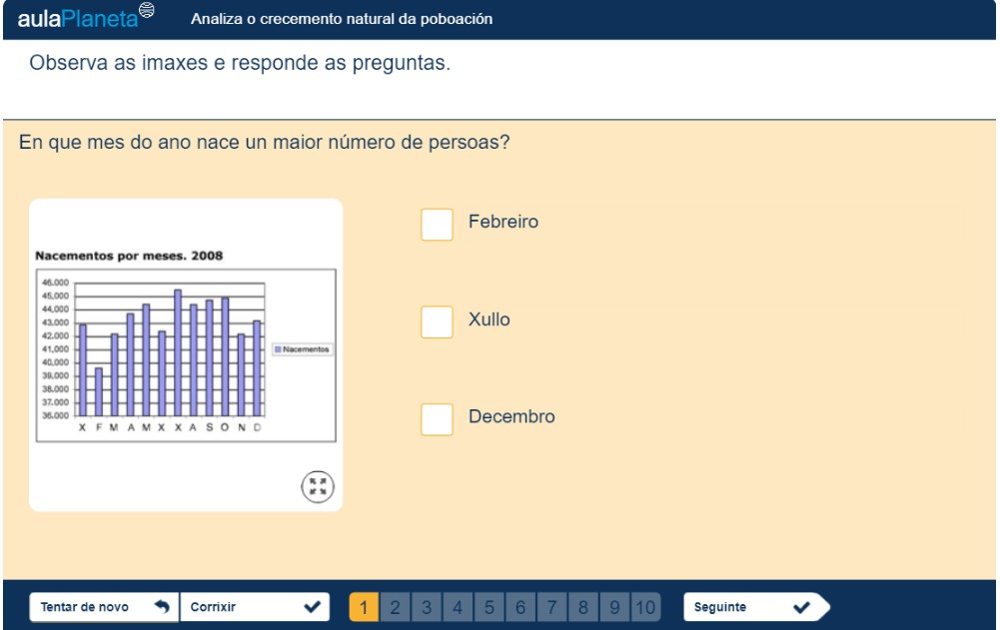 aulaPlaneta Analiza o crecemento natural da poboación
Observa as imaxes e responde as preguntas.
En que mes do ano nace un maior número de persoas?
Nacementos por meses. 2008
46.000
45,000
44,000
43.000
42.000
41,000
40,000
39,000
38.000
37.000
36.000
Nacementos
X F M A M X X A S O N D
Febreiro
Xullo
Decembro
Tentar de novo Corrixir 1 2 3 4 5 6 7 8 9 10 Seguinte